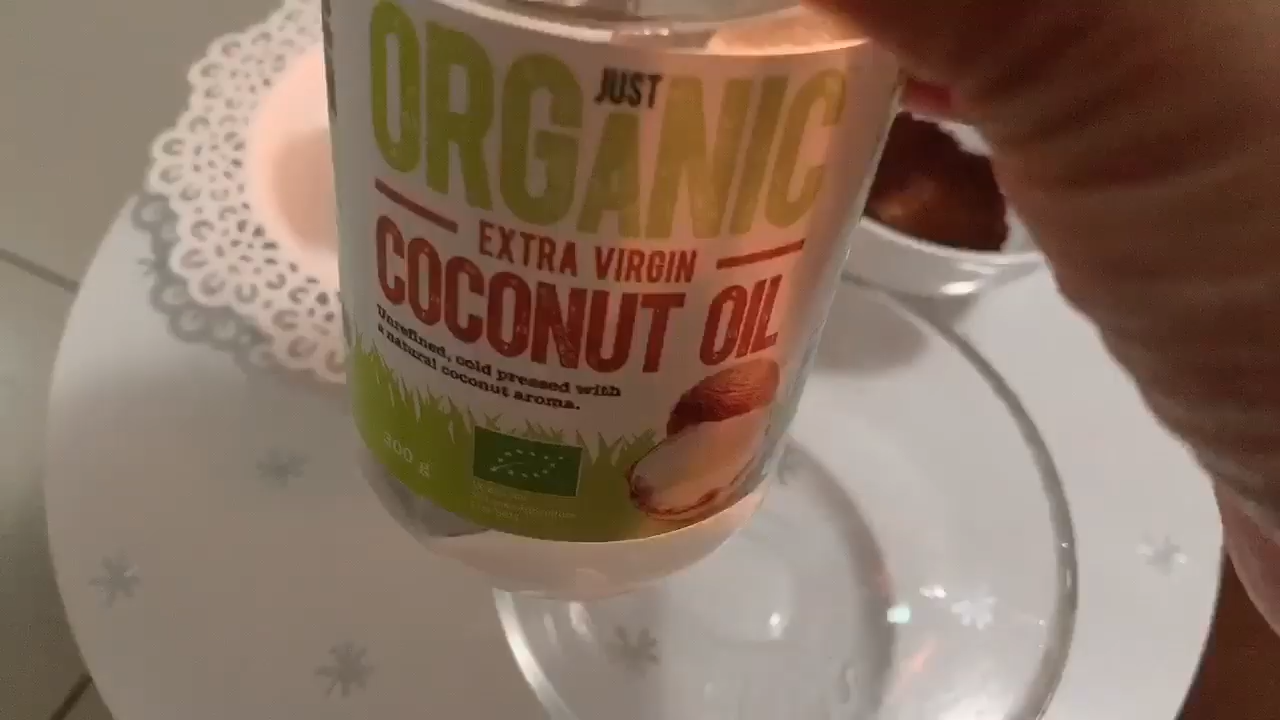 JUST
ORGANIC
EXTRA VIRGIN
COCONUT OIL
Unrefined, cold pressed with
a natural coconut aroma.
300 g